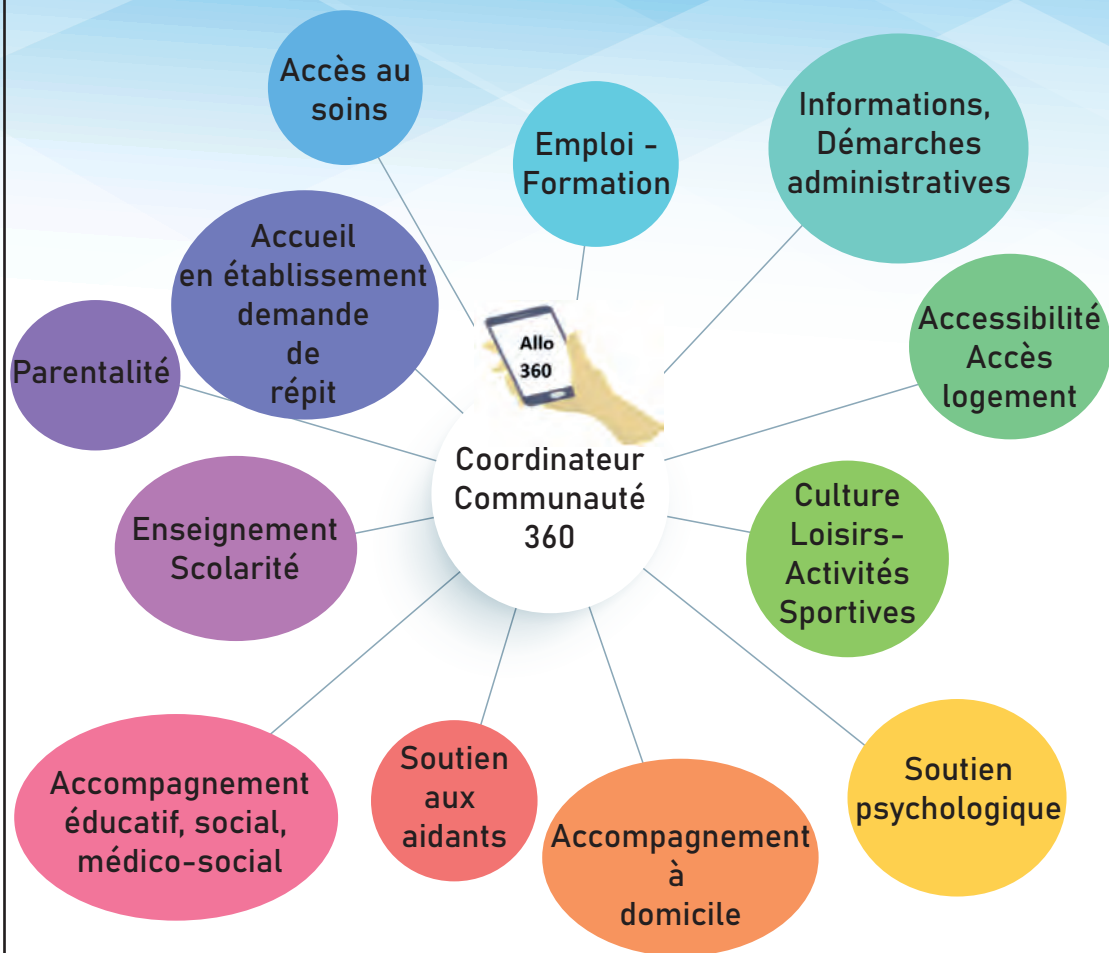 Accès au
soins
Emploi -
Formation
Informations,
Démarches
administratives
Accueil
en établissement
demande
de
répit
Parentalité
Allo
360
Accessibilité
Accès
logement
Coordinateur
Communauté
360
Enseignement
Scolarité
Culture
Loisirs-
Activités
Sportives
Accompagnement
éducatif, social,
médico-social
Soutien
aux
aidants
Accompagnement
à
domicile
Soutien
psychologique